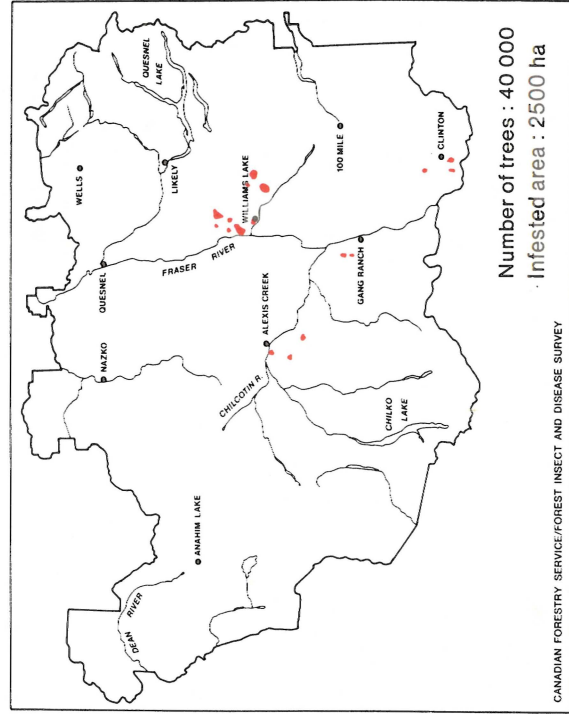 WELLS
QUESNEL
LAKE
LIKELY
QUESNEL
NAZKO
FRASER RIVER
WILLIAMS LAKE
100 MILE
CLINTON
GANG RANCH
ALEXIS CREEK
CHILCOTIN R.
CHILKO
LAKE
ANAHIM LAKE
DEAN RIVER
Number of trees : 40 000
Infested area : 2500 ha
CANADIAN FORESTRY SERVICE/FOREST INSECT AND DISEASE SURVEY